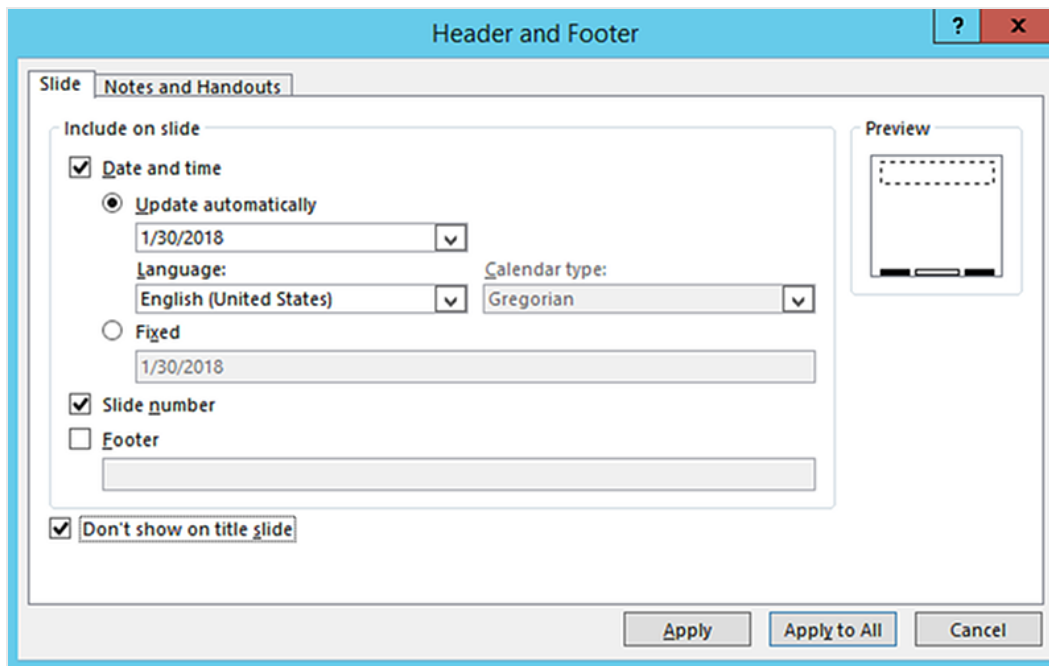 Header and Footer
?
x
Slide
Notes and Handouts
Include on slide
Preview
Date and time
Update automatically
1/30/2018
Language:
Calendar type:
English (United States)
Gregorian
Fixed
1/30/2018
Slide number
Footer
Don't show on title slide
Apply
Apply to All
Cancel